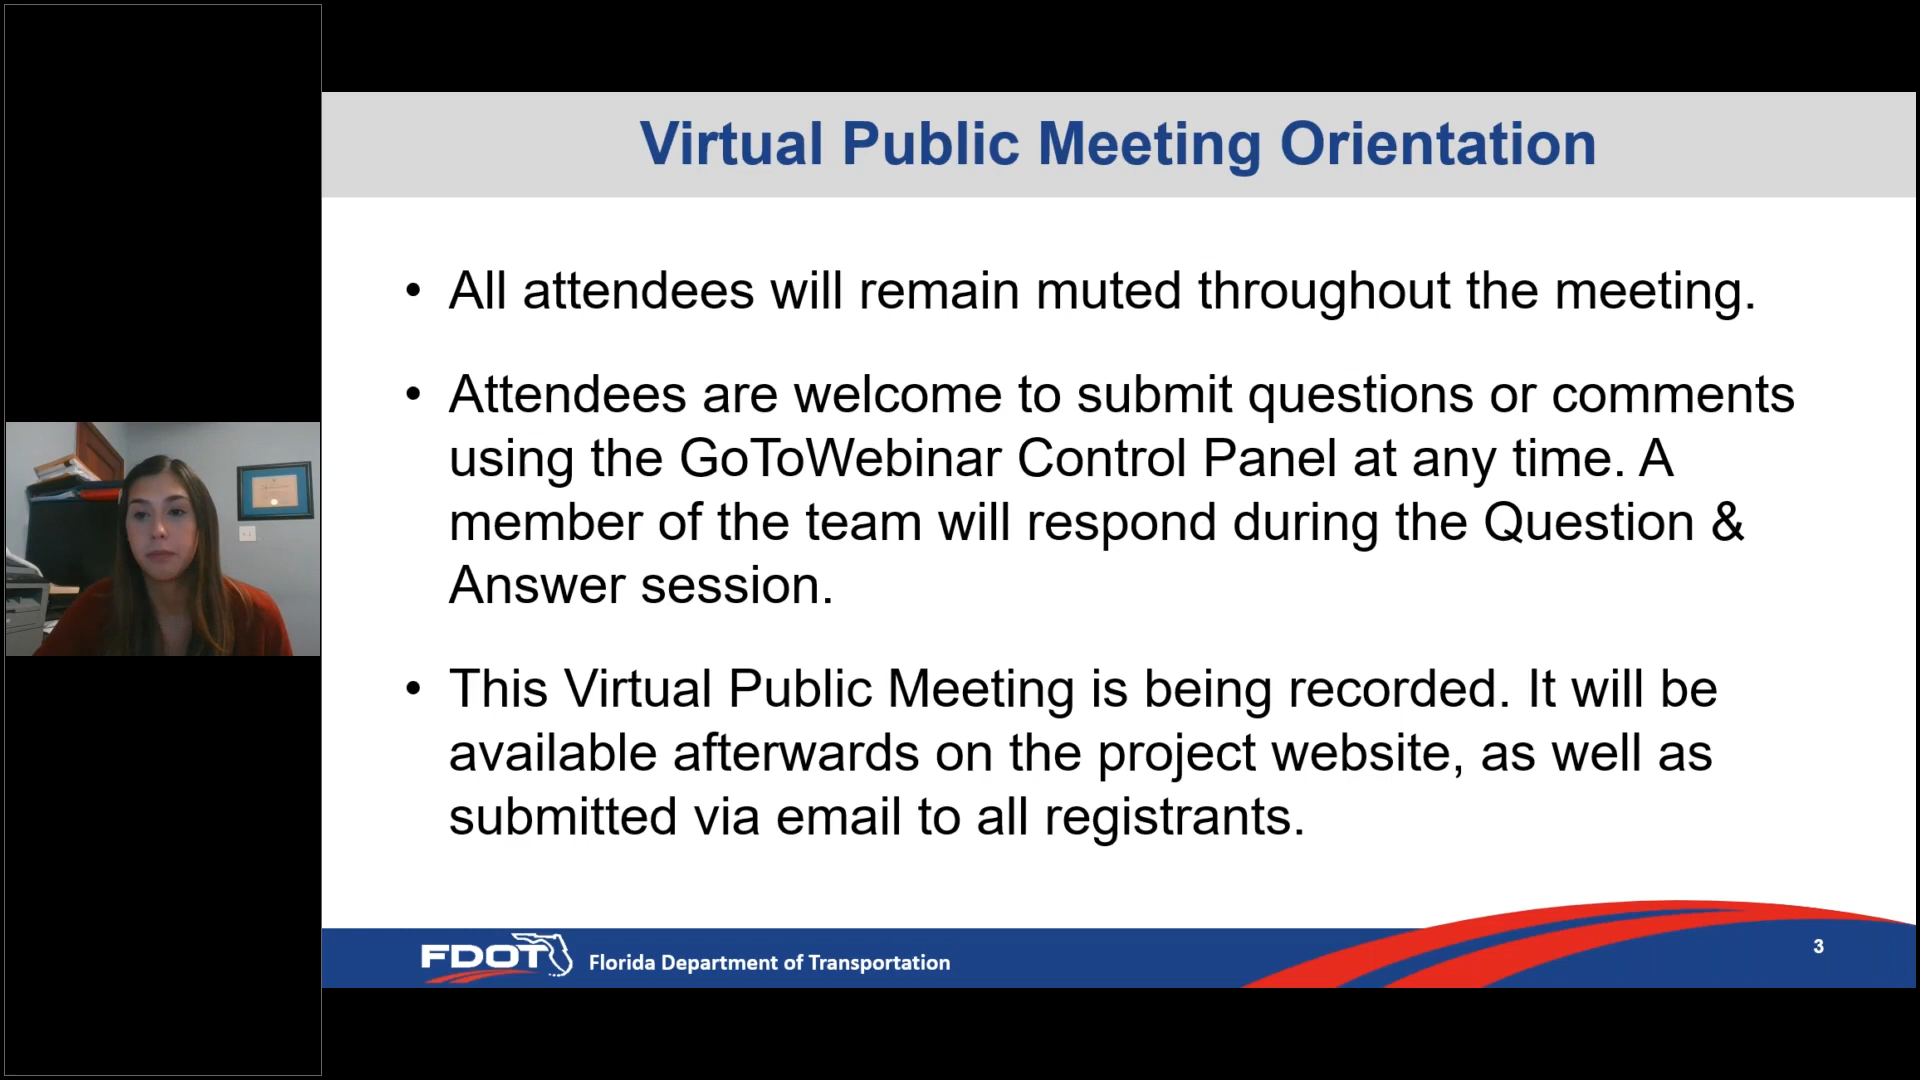 Virtual Public Meeting Orientation
• All attendees will remain muted throughout the meeting.
• Attendees are welcome to submit questions or comments
using the GoToWebinar Control Panel at any time. A
member of the team will respond during the Question &
Answer session.
• This Virtual Public Meeting is being recorded. It will be
available afterwards on the project website, as well as
submitted via email to all registrants.
FDOT Florida Department of Transportation
3